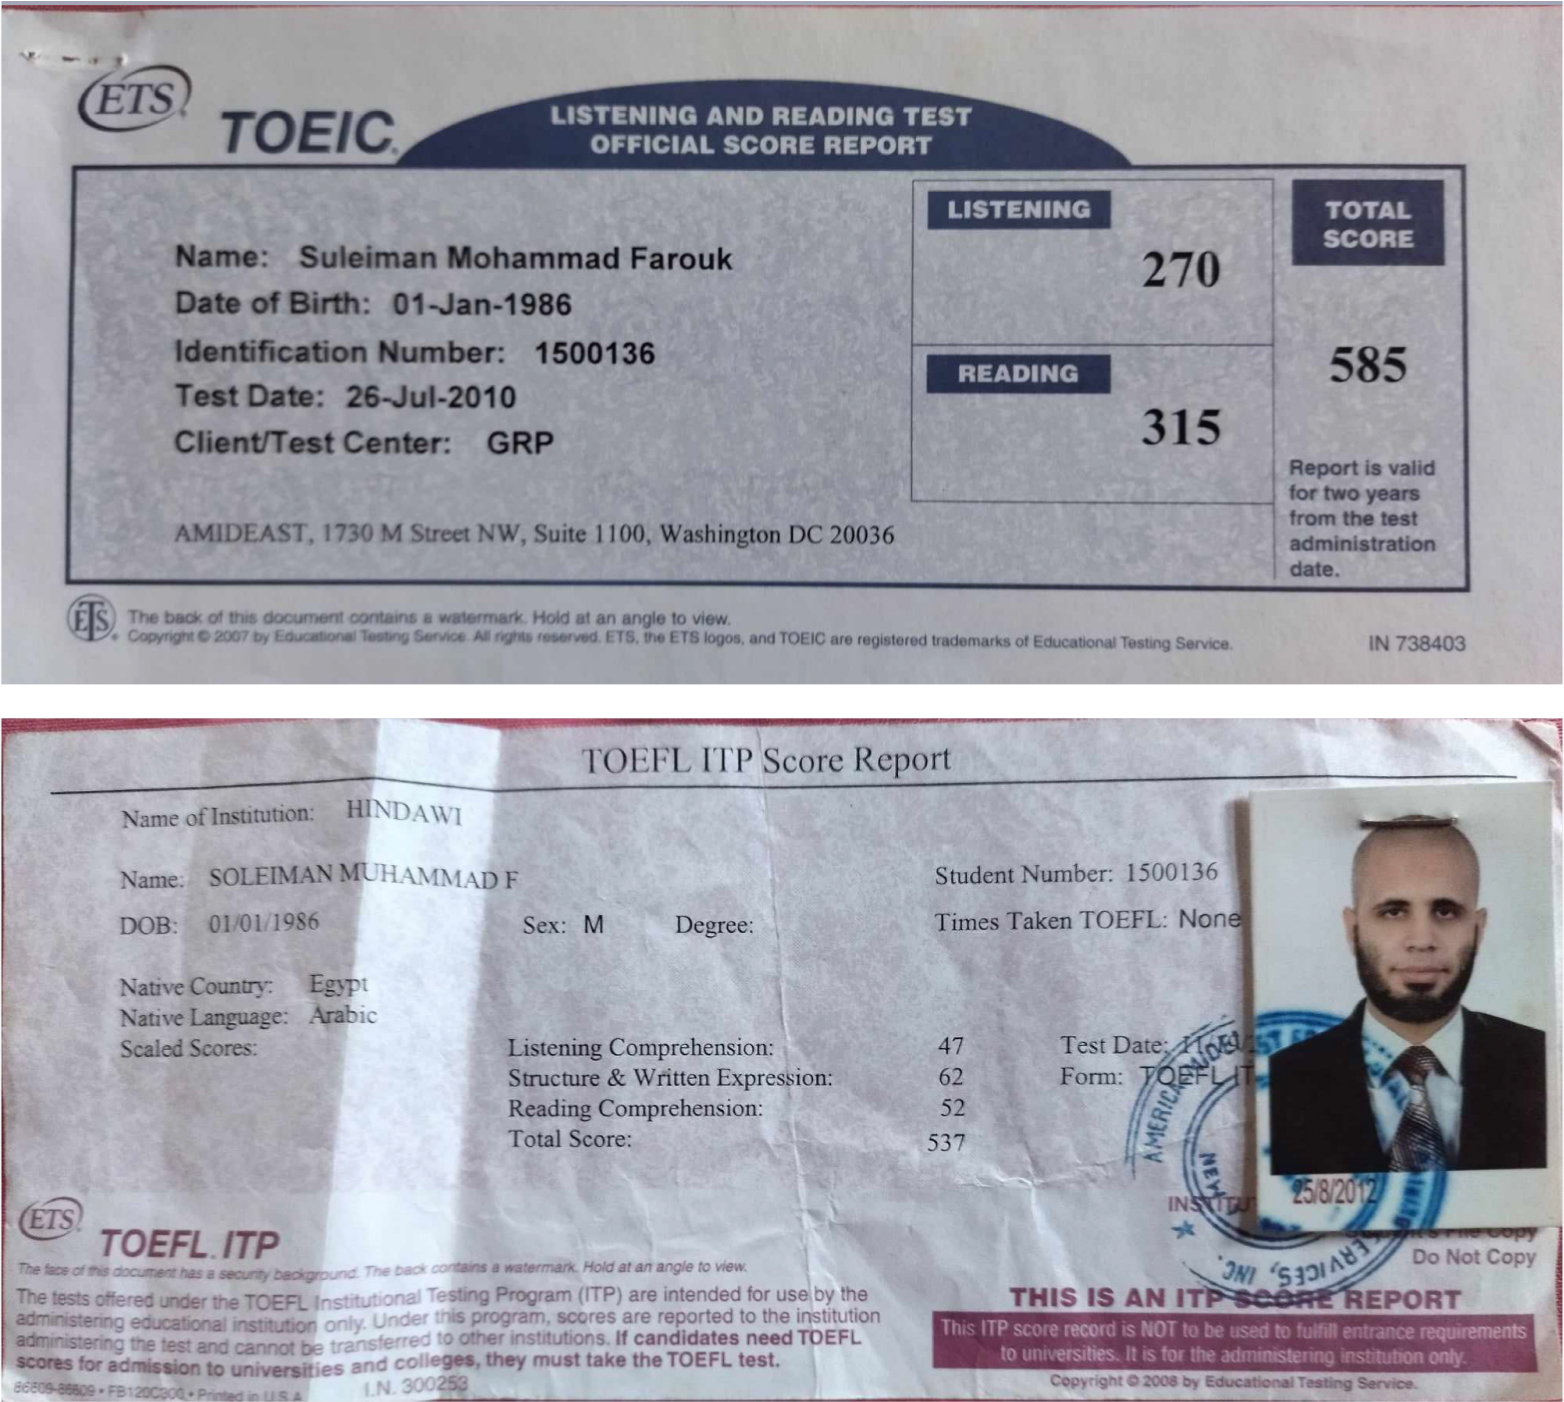 ETS
TOEIC
LISTENING AND READING TEST
OFFICIAL SCORE REPORT
Name: Suleiman Mohammad Farouk
Date of Birth: 01-Jan-1986
Identification Number: 1500136
Test Date: 26-Jul-2010
Client/Test Center: GRP
AMIDEAST, 1730 M Street NW, Suite 1100, Washington DC 20036
LISTENING
270
READING
315
TOTAL
SCORE
585
Report is valid
for two years
from the test
administration
date.
ETS
The back of this document contains a watermark. Hold at an angle to view.
Copyright © 2007 by Educational Testing Service. All rights reserved. ETS, the ETS logos, and TOEIC are registered trademarks of Educational Testing Service.
IN 738403
TOEFL ITP Score Report
Name of Institution: HINDAWI
Name: SOLEIMAN MUHAMMAD F
Student Number: 1500136
DOB: 01/01/1986
Sex: M
Degree:
Times Taken TOEFL: None
Native Country: Egypt
Native Language: Arabic
Scaled Scores:
Listening Comprehension: 47
Structure & Written Expression: 62
Reading Comprehension: 52
Total Score: 537
Test Date:
Form: TOEFL IT
25/8/2012
SERVICES, INC.
ETS
TOEFL ITP
The face of this document has a security background. The back contains a watermark. Hold at an angle to view.
The tests offered under the TOEFL Institutional Testing Program (ITP) are intended for use by the
administering educational institution only. Under this program, scores are reported to the institution
administering the test and cannot be transferred to other institutions. If candidates need TOEFL
scores for admission to universities and colleges, they must take the TOEFL test.
86609-86609 • FB120C300 • Printed in U.S.A.
I.N. 300253
File Copy
Do Not Copy
THIS IS AN ITP SCORE REPORT
This ITP score record is NOT to be used to fulfill entrance requirements
to universities. It is for the administering institution only.
Copyright © 2008 by Educational Testing Service.